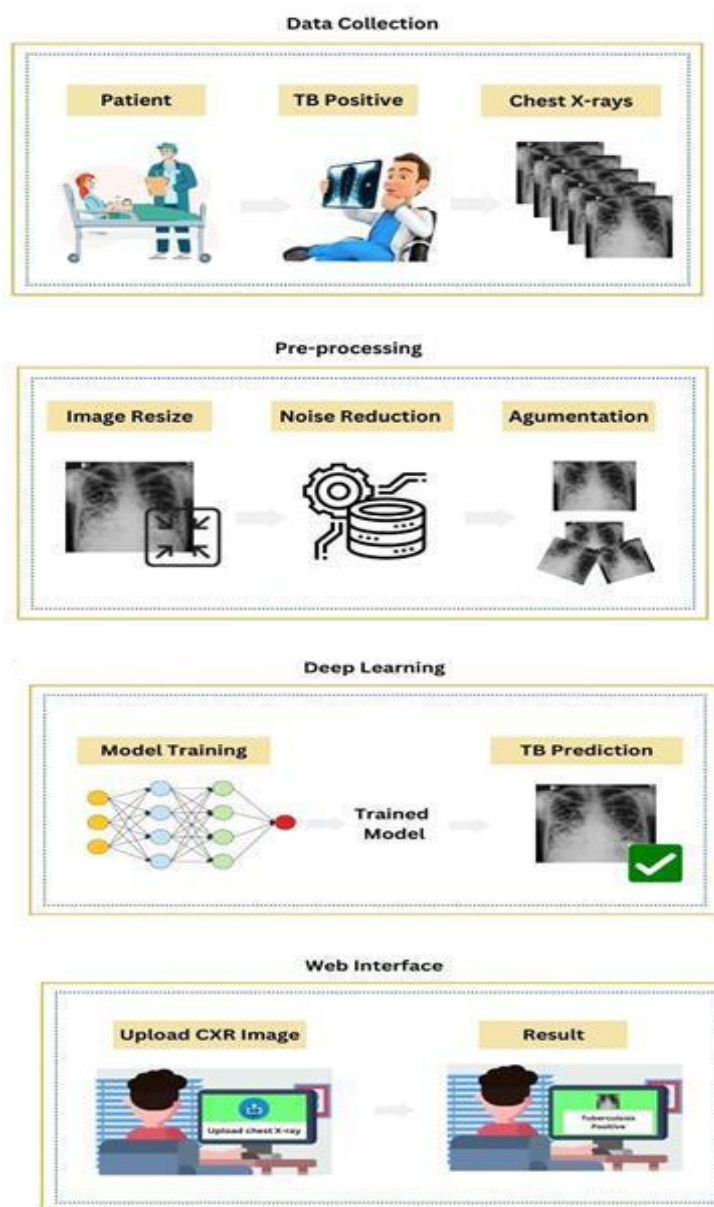 Data Collection
Patient
TB Positive
Chest X-rays
Pre-processing
Image Resize
Noise Reduction
Agumentation
Deep Learning
Model Training
TB Prediction
Trained
Model
Web Interface
Upload CXR Image
Result
Upload chest X-ray
Tuberculosis
Positive